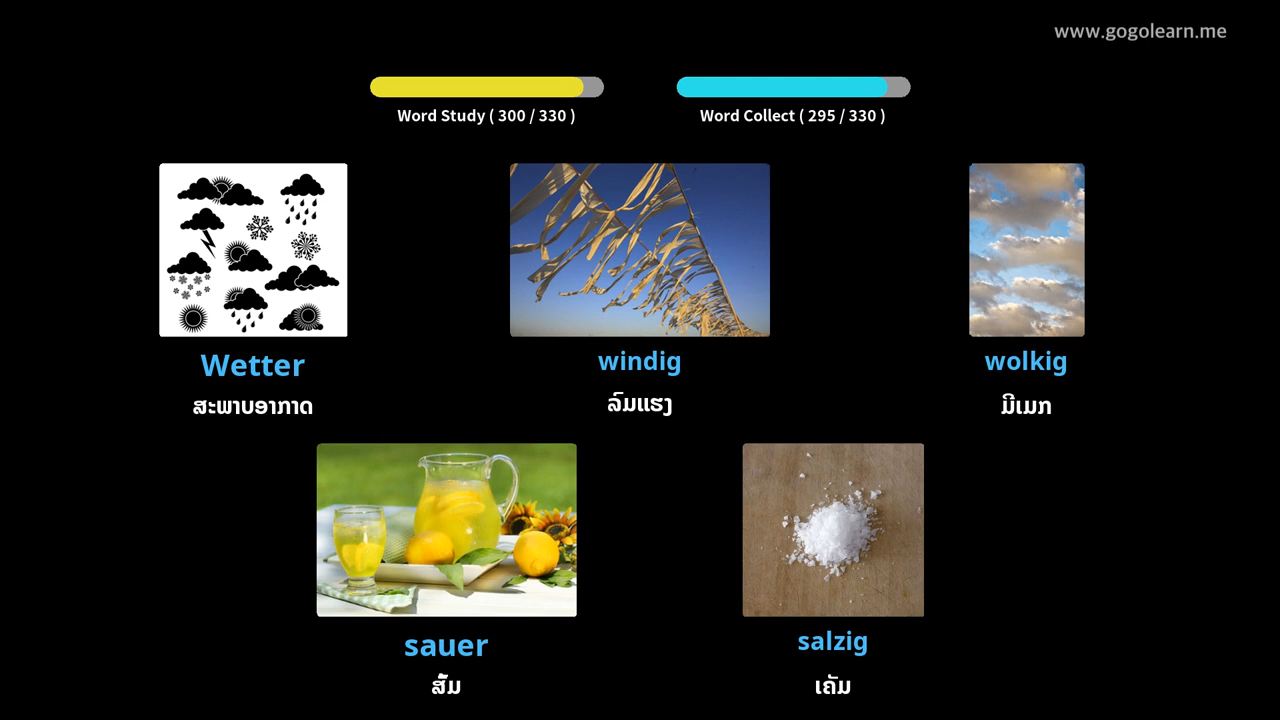 www.gogolearn.me
Word Study ( 300 / 330 )
Word Collect ( 295 / 330 )
Wetter
ສະພາບອາກາດ
windig
ລົມແຮງ
wolkig
ມີເມກ
sauer
ສົ້ມ
salzig
ເຄັມ